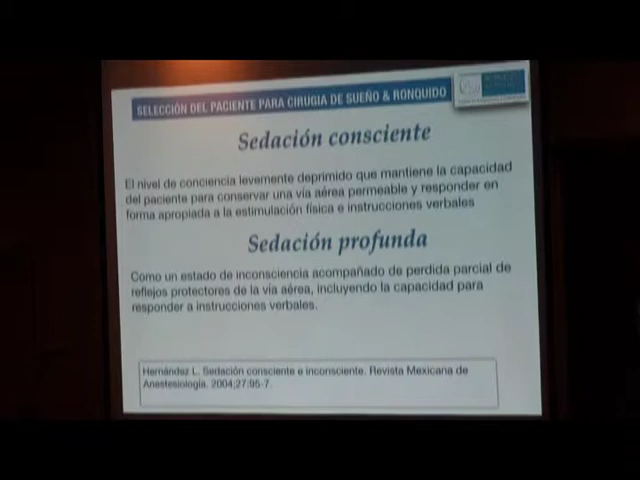 SELECCIÓN DEL PACIENTE PARA CIRUGIA DE SUEÑO & RONQUIDO
Sedación consciente
El nivel de conciencia levemente deprimido que mantiene la capacidad
del paciente para conservar una vía aérea permeable y responder en
forma apropiada a la estimulación física e instrucciones verbales
Sedación profunda
Como un estado de inconsciencia acompañado de perdida parcial de
reflejos protectores de la vía aérea, incluyendo la capacidad para
responder a instrucciones verbales.
Hernández L. Sedación consciente e inconsciente. Revista Mexicana de
Anestesiología. 2004;27:95-7.